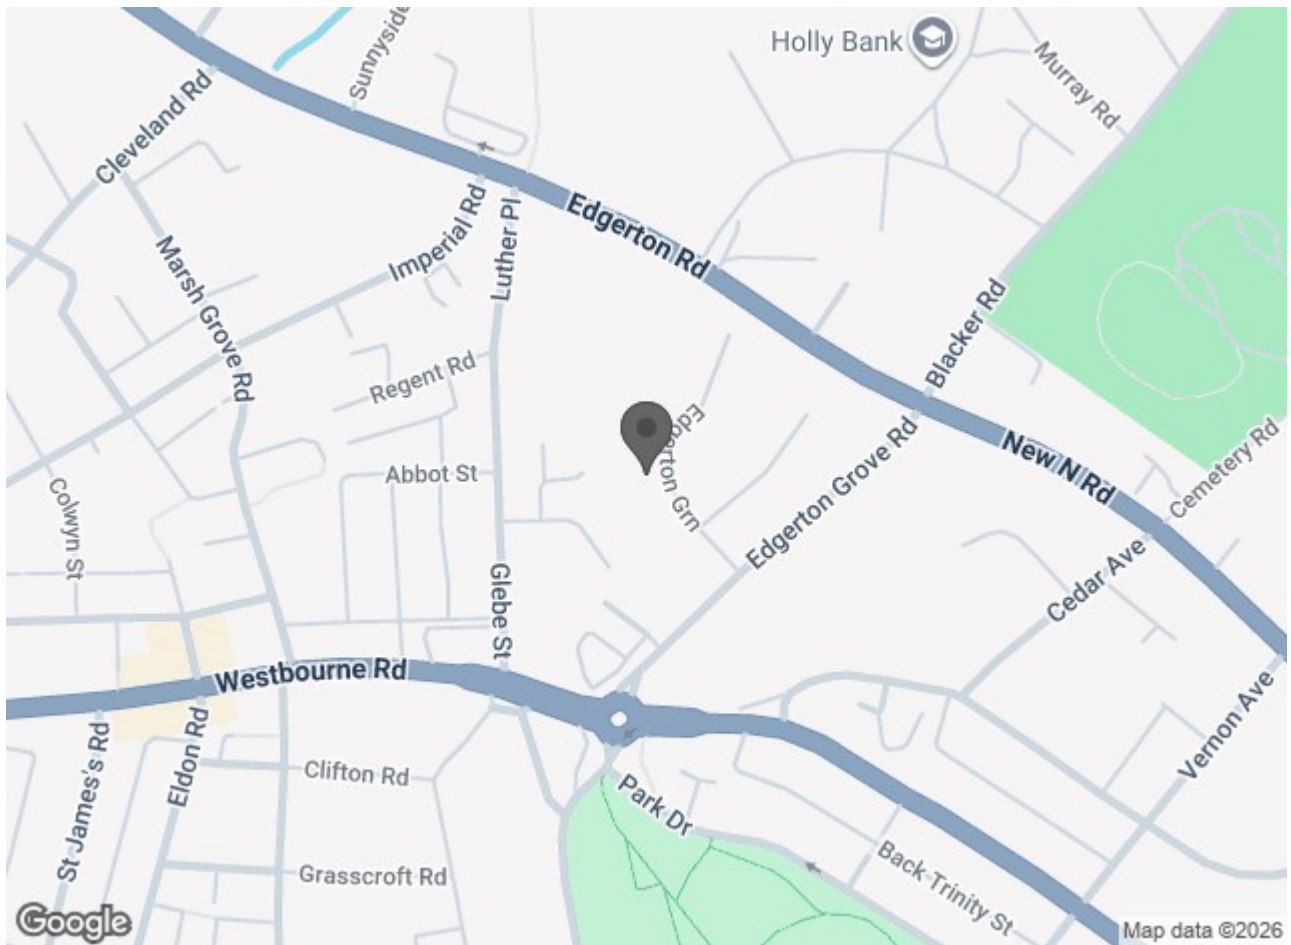 Sunnyside
Holly Bank
Murray Rd
Cleveland Rd
Edgerton Rd
Imperial Rd
Luther Pl
Marsh Grove Rd
Blacker Rd
Regent Rd
Edgerton Grn
Edgerton Grove Rd
New N Rd
Cemetery Rd
Abbot St
Colwyn St
Cedar Ave
Glebe St
Westbourne Rd
Vernon Ave
Eldon Rd
St James's Rd
Clifton Rd
Park Dr
Grasscroft Rd
Back Trinity St
Google
Map data ©2026